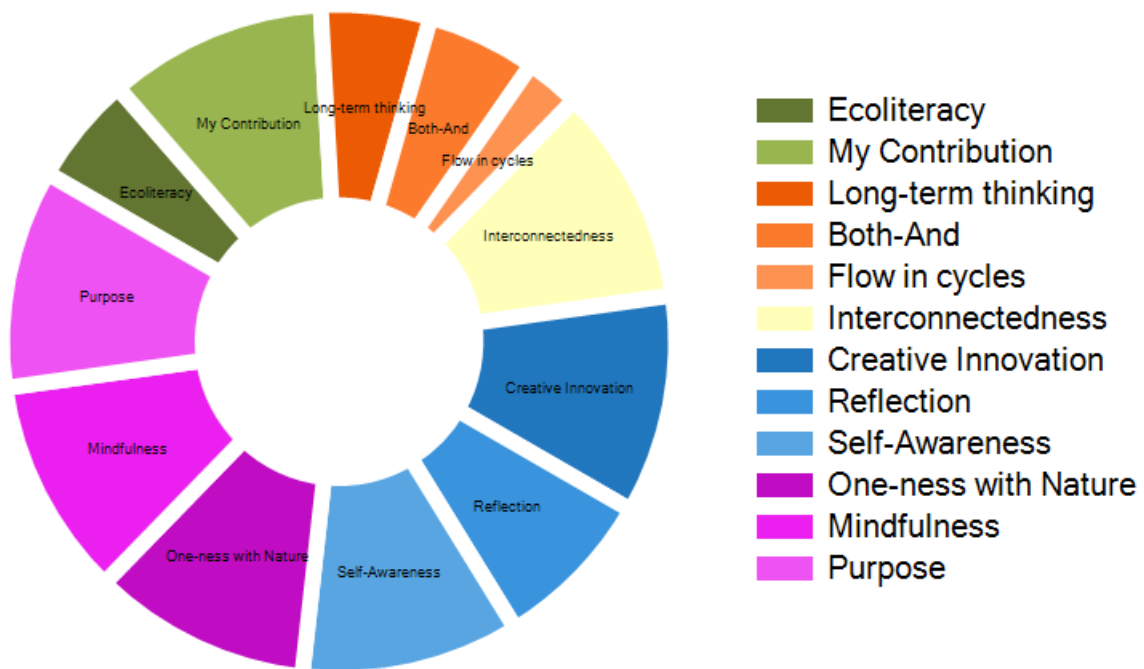 Long-term thinking
My Contribution
Both-And
Flow in cycles
Ecoliteracy
Interconnectedness
Purpose
Creative Innovation
Mindfulness
Reflection
One-ness with Nature
Self-Awareness
Ecoliteracy
My Contribution
Long-term thinking
Both-And
Flow in cycles
Interconnectedness
Creative Innovation
Reflection
Self-Awareness
One-ness with Nature
Mindfulness
Purpose